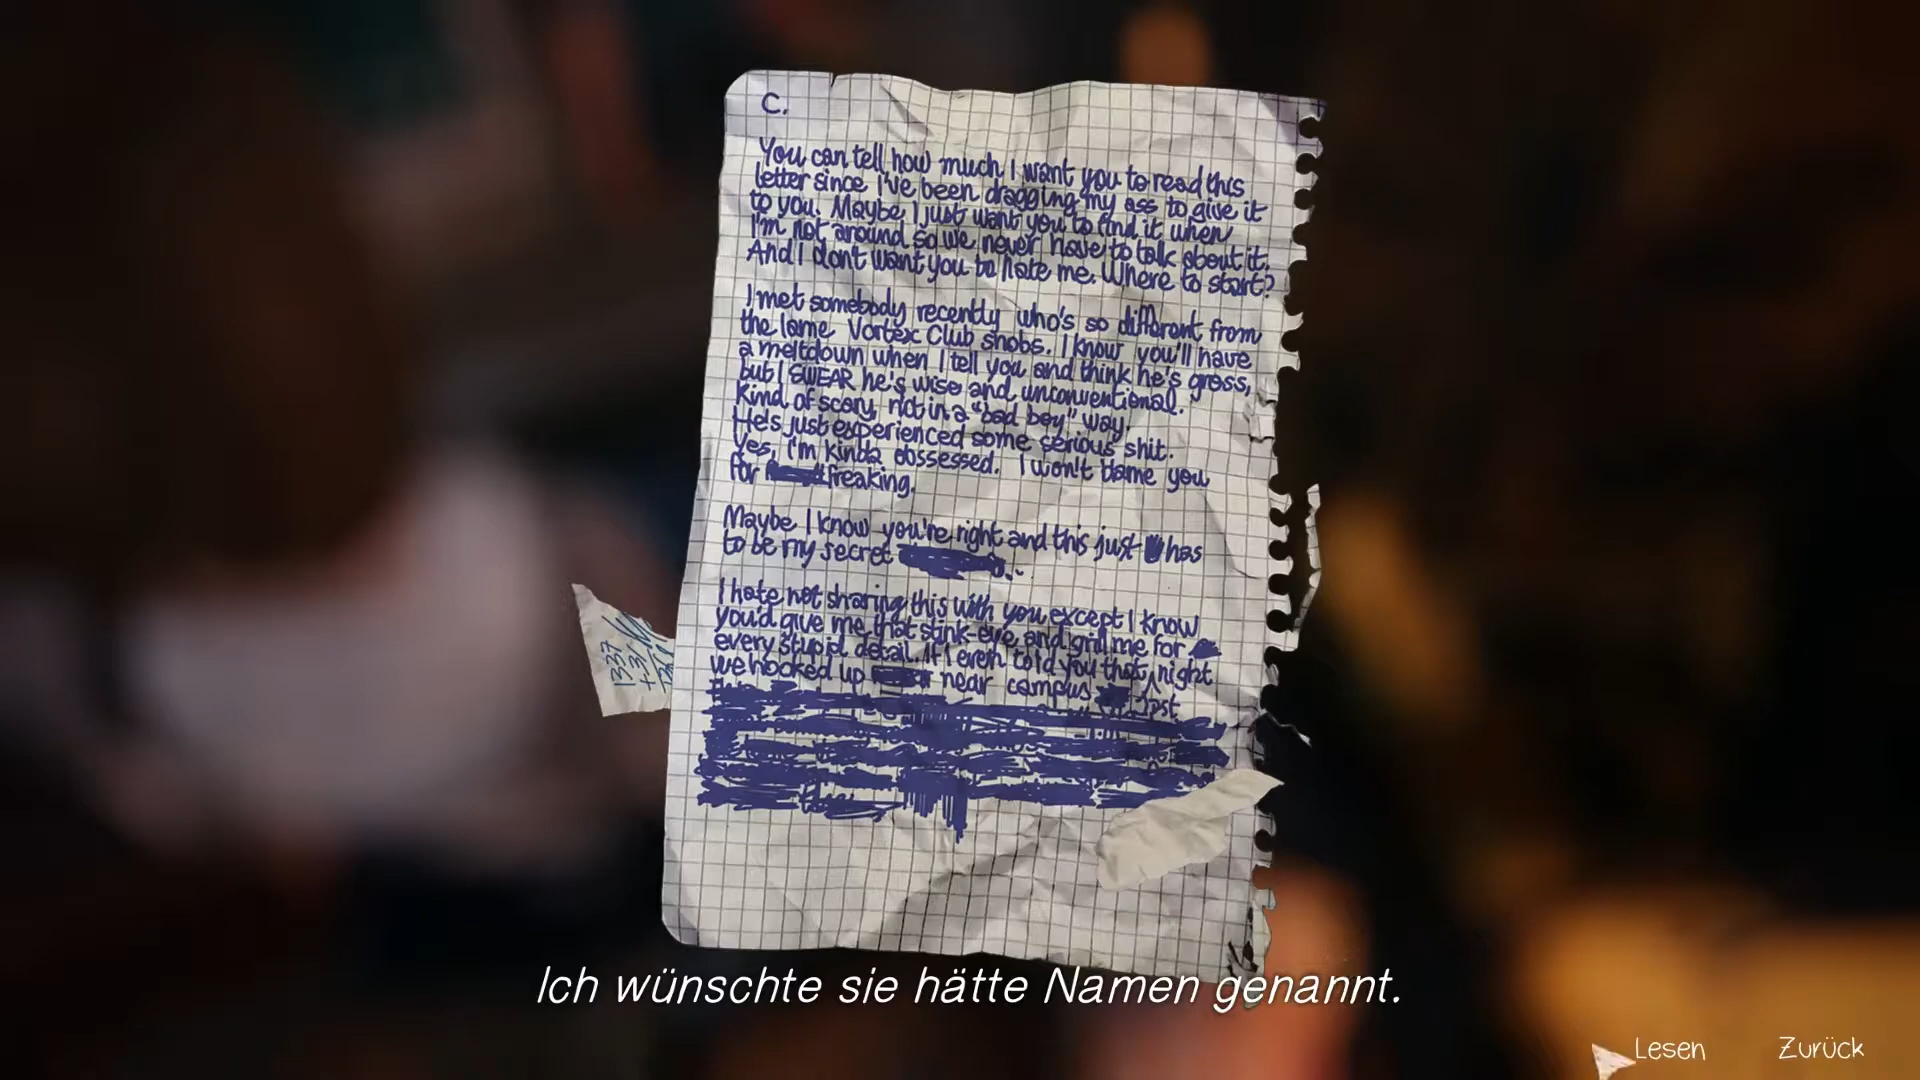 C.
You can tell how much I want you to read this
letter since I've been dragging my ass to give it
to you. Maybe I just want you to find it when
I'm not around so we never have to talk about it.
And I dont want you to hate me. Where to start?
I met somebody recently who's so different from
the lame Vortex Club snobs. I know you'll have
a meltdown when I tell you and think he's gross,
but I SWEAR he's wise and unconventional.
Kind of scary, not in a "bad boy" way.
He's just experienced some serious shit.
Yes, I'm kinda obssessed. I won't blame you
for freaking.
Maybe I know you're right and this just has
to be my secret
I hate not sharing this with you except I know
you'd give me that stink-eye and grill me for
every stupid detail. If I even told you that night
we hooked up near campus last
1337
Ich wünschte sie hätte Namen genannt.
Lesen
Zurück